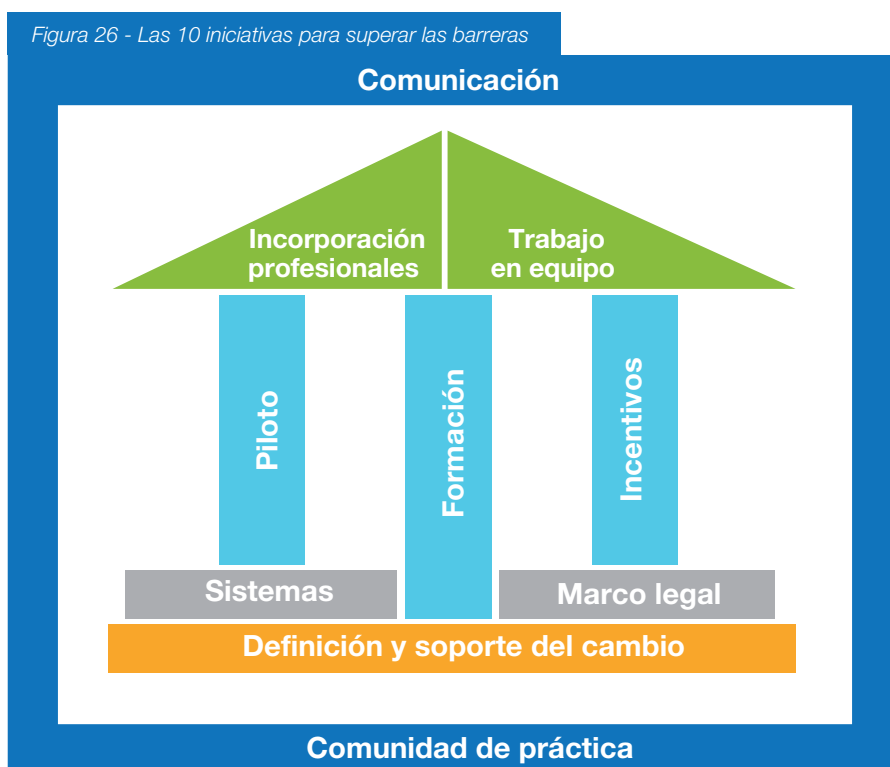 Figura 26 - Las 10 iniciativas para superar las barreras
Comunicación
Incorporación
profesionales
Trabajo
en equipo
Piloto
Formación
Incentivos
Sistemas
Marco legal
Definición y soporte del cambio
Comunidad de práctica